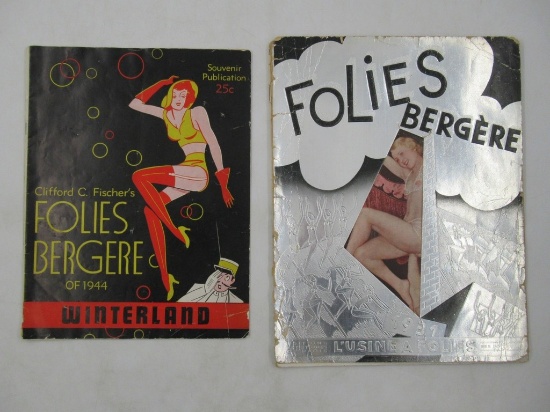 Souvenir
Publication
25c
Clifford C. Fischer's
FOLIES
BERGERE
OF 1944
WINTERLAND
FOLIES
BERGÈRE
L'USINE A FOLIES